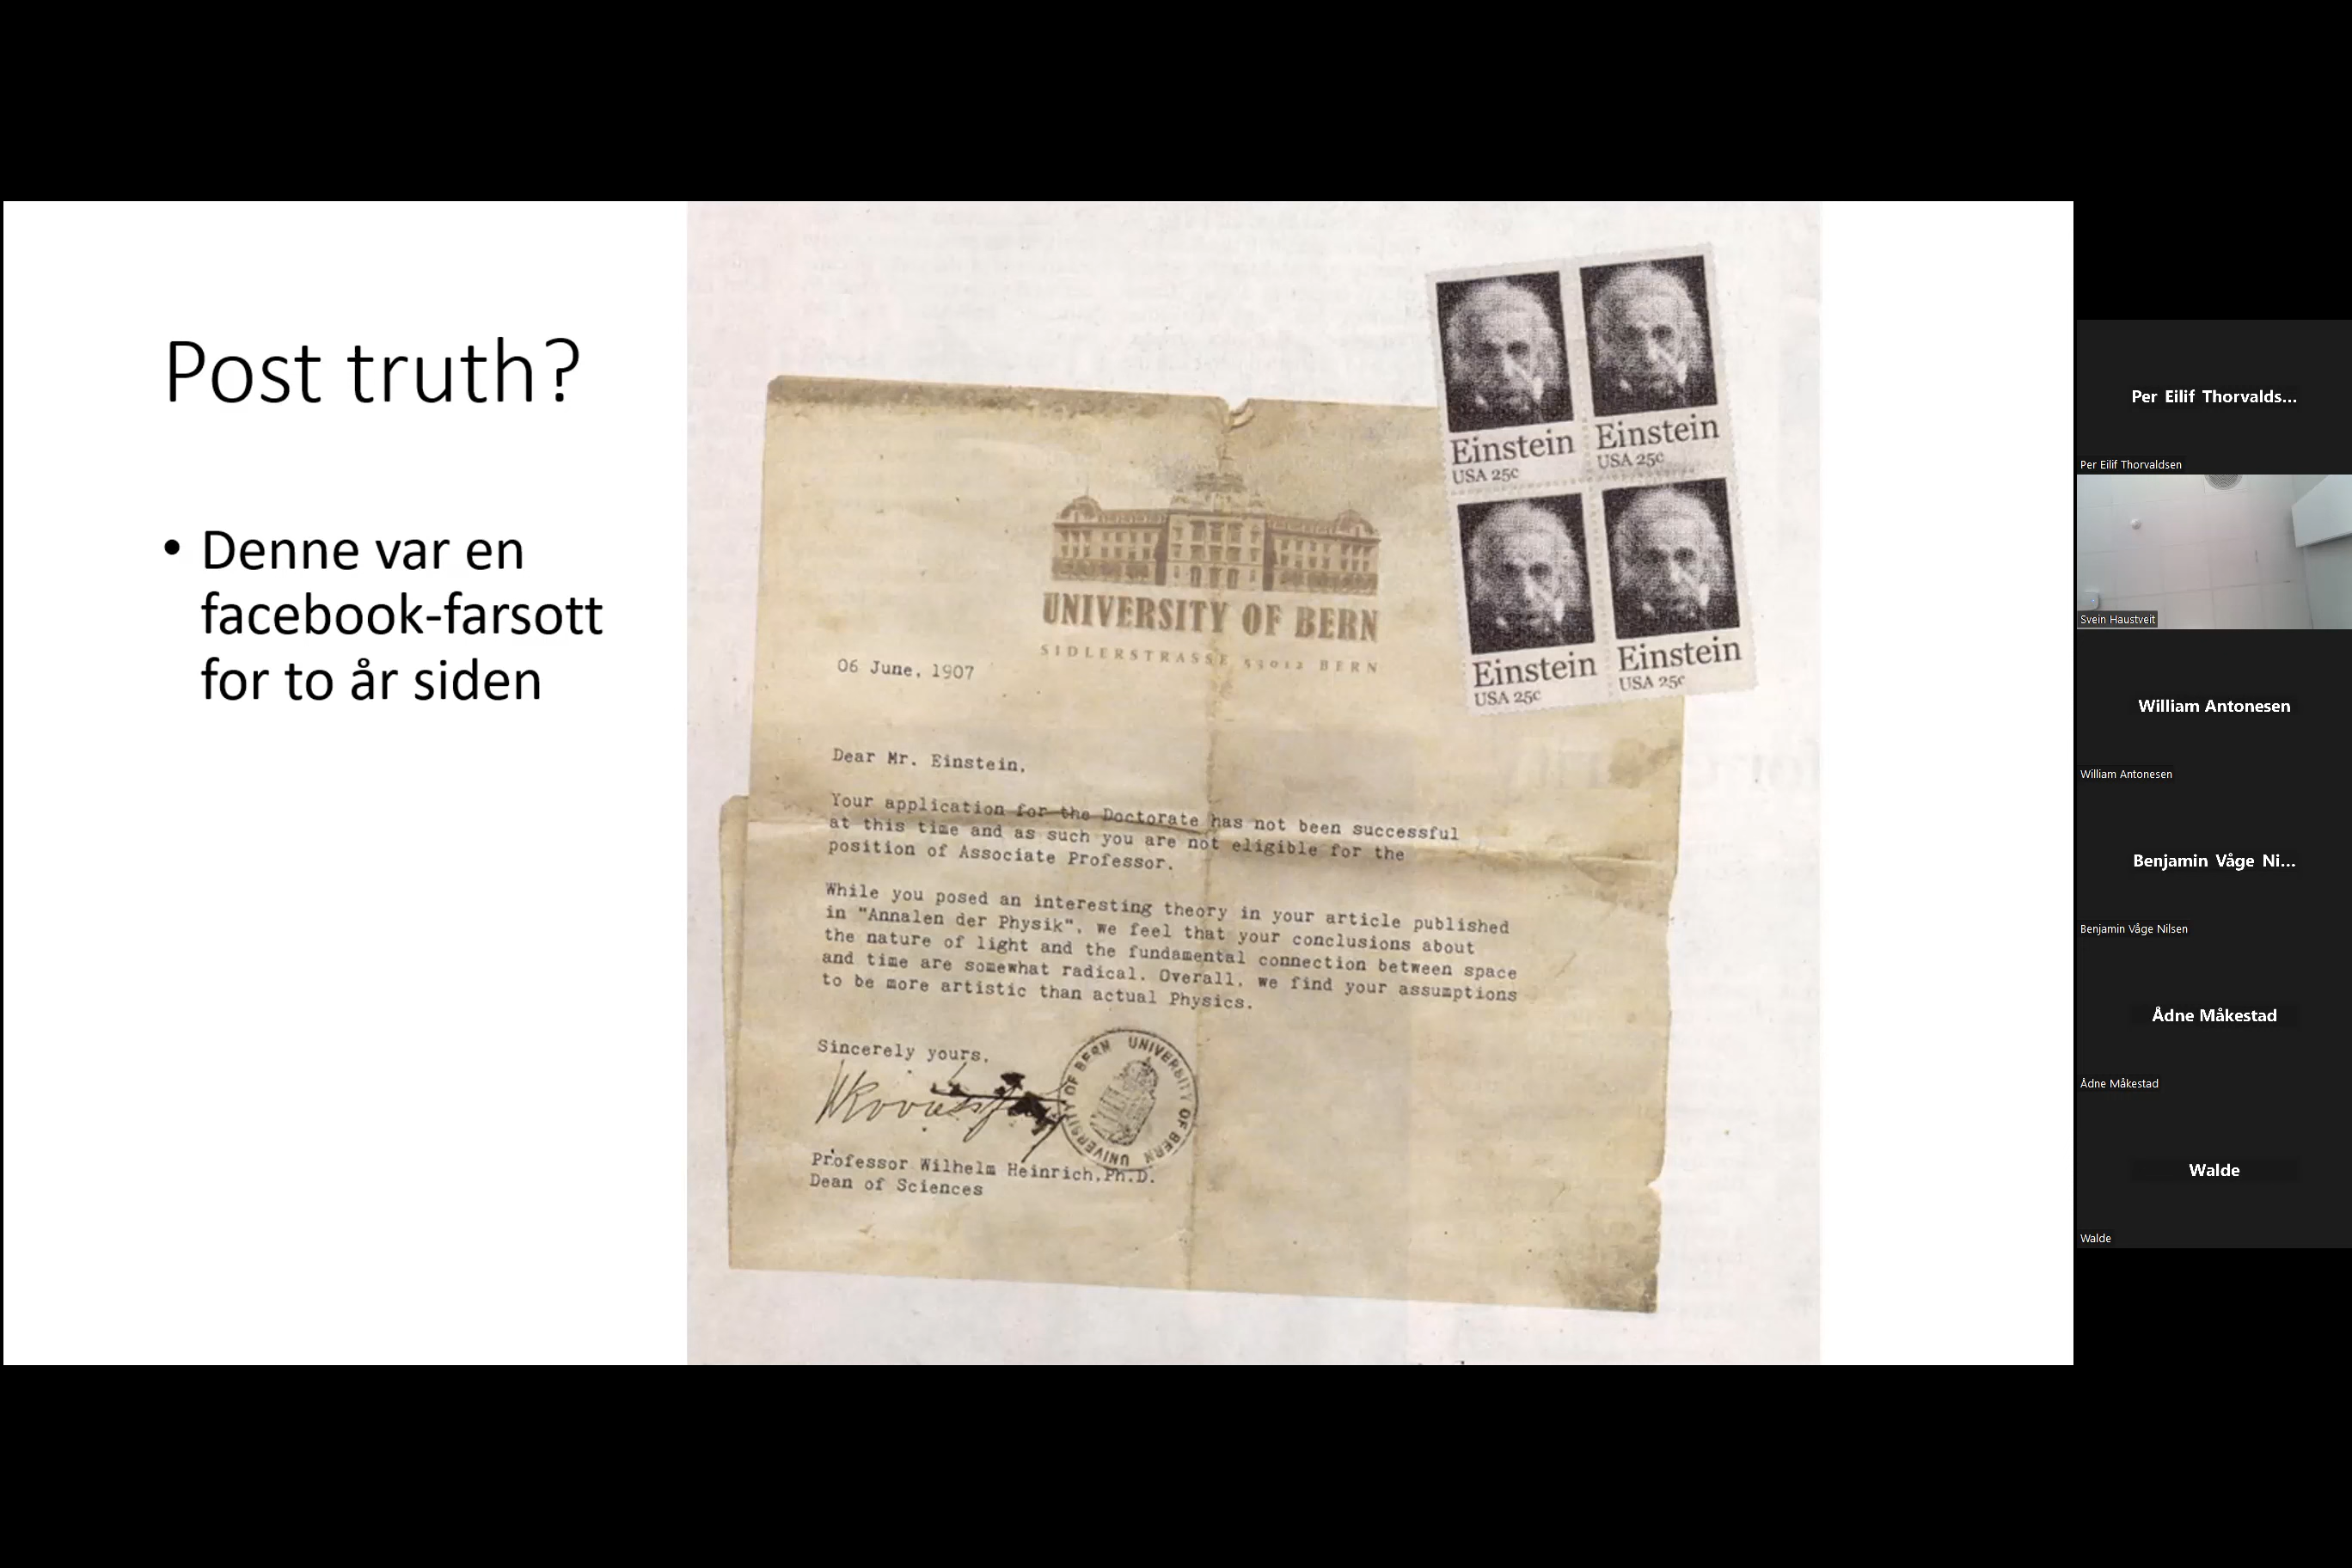 Post truth?
• Denne var en
facebook-farsott
for to år siden
Einstein
USA 25c
Einstein
USA 25c
Einstein
USA 25c
Einstein
USA 25c
UNIVERSITY OF BERN
SIDLERSTRASSE 53012 BERN
06 June, 1907
Dear Mr. Einstein,
Your application for the Doctorate has not been successful
at this time and as such you are not eligible for the
position of Associate Professor.
While you posed an interesting theory in your article published
in "Annalen der Physik", we feel that your conclusions about
the nature of light and the fundamental connection between space
and time are somewhat radical. Overall, we find your assumptions
to be more artistic than actual Physics.
Sincerely yours,
UNIVERSITY OF BERN UNIVERSITY OF BERN
Professor Wilhelm Heinrich,Ph.D.
Dean of Sciences
Per Eilif Thorvalds...
Per Eilif Thorvaldsen
Svein Haustveit
William Antonesen
William Antonesen
Benjamin Våge Ni...
Benjamin Våge Nilsen
Ådne Måkestad
Ådne Måkestad
Walde
Walde